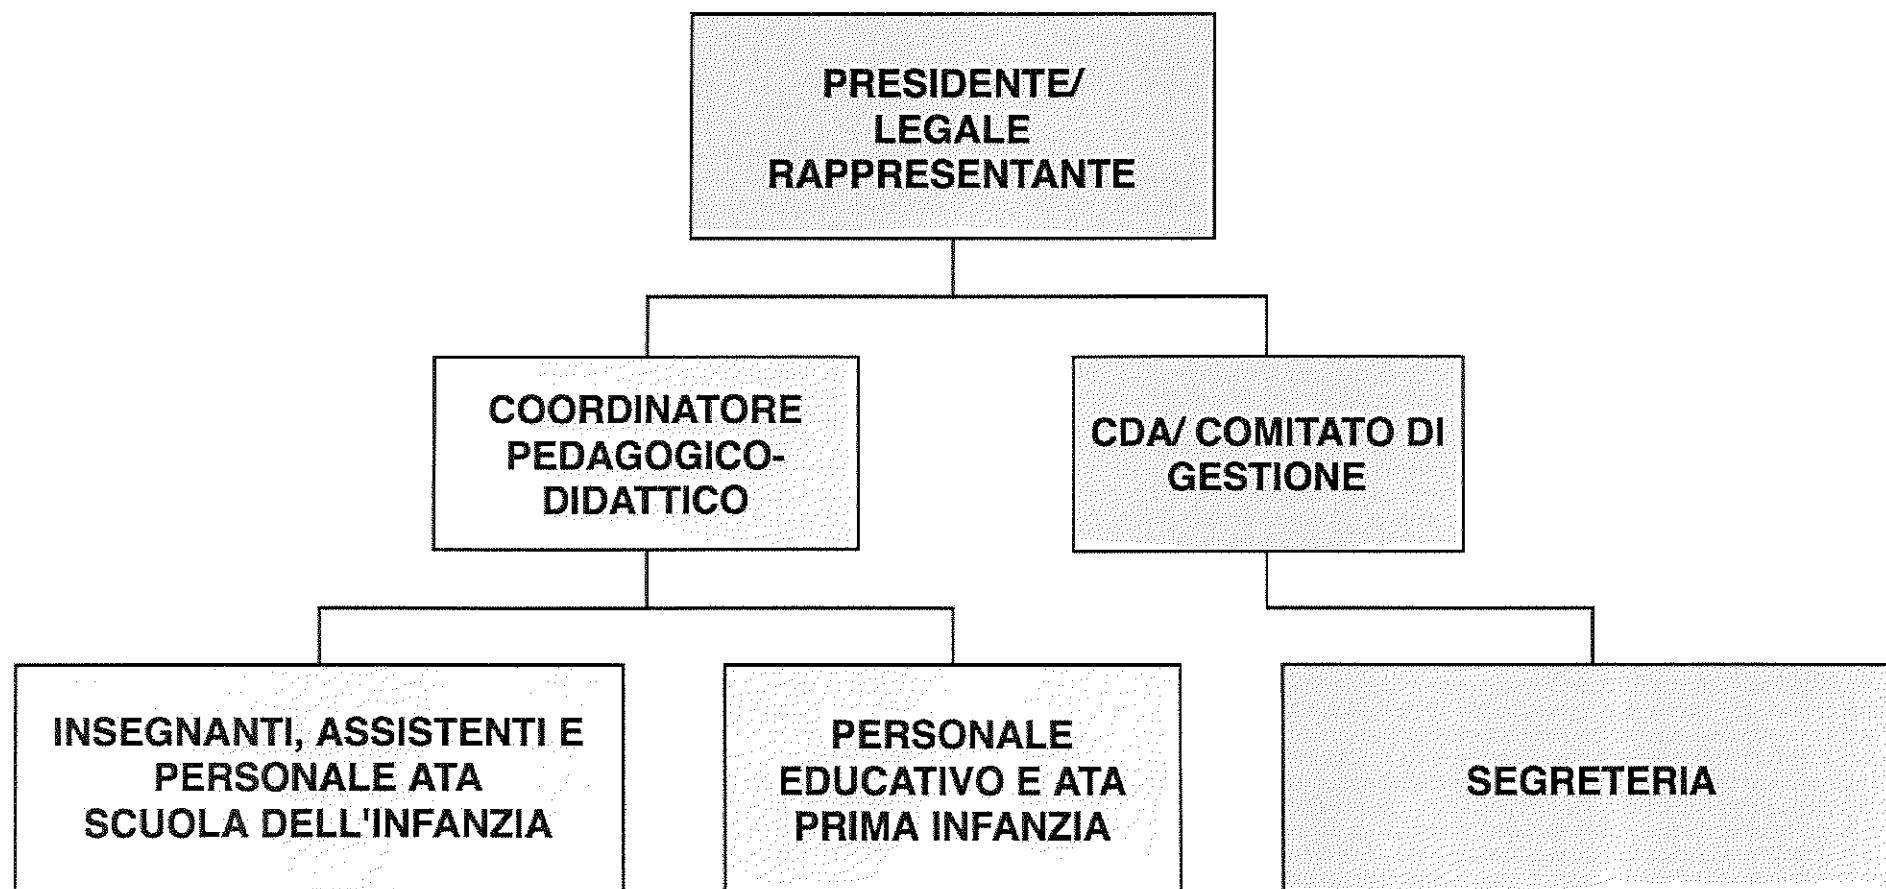 PRESIDENTE/
LEGALE
RAPPRESENTANTE
COORDINATORE
PEDAGOGICO-
DIDATTICO
CDA/ COMITATO DI
GESTIONE
INSEGNANTI, ASSISTENTI E
PERSONALE ATA
SCUOLA DELL'INFANZIA
PERSONALE
EDUCATIVO E ATA
PRIMA INFANZIA
SEGRETERIA